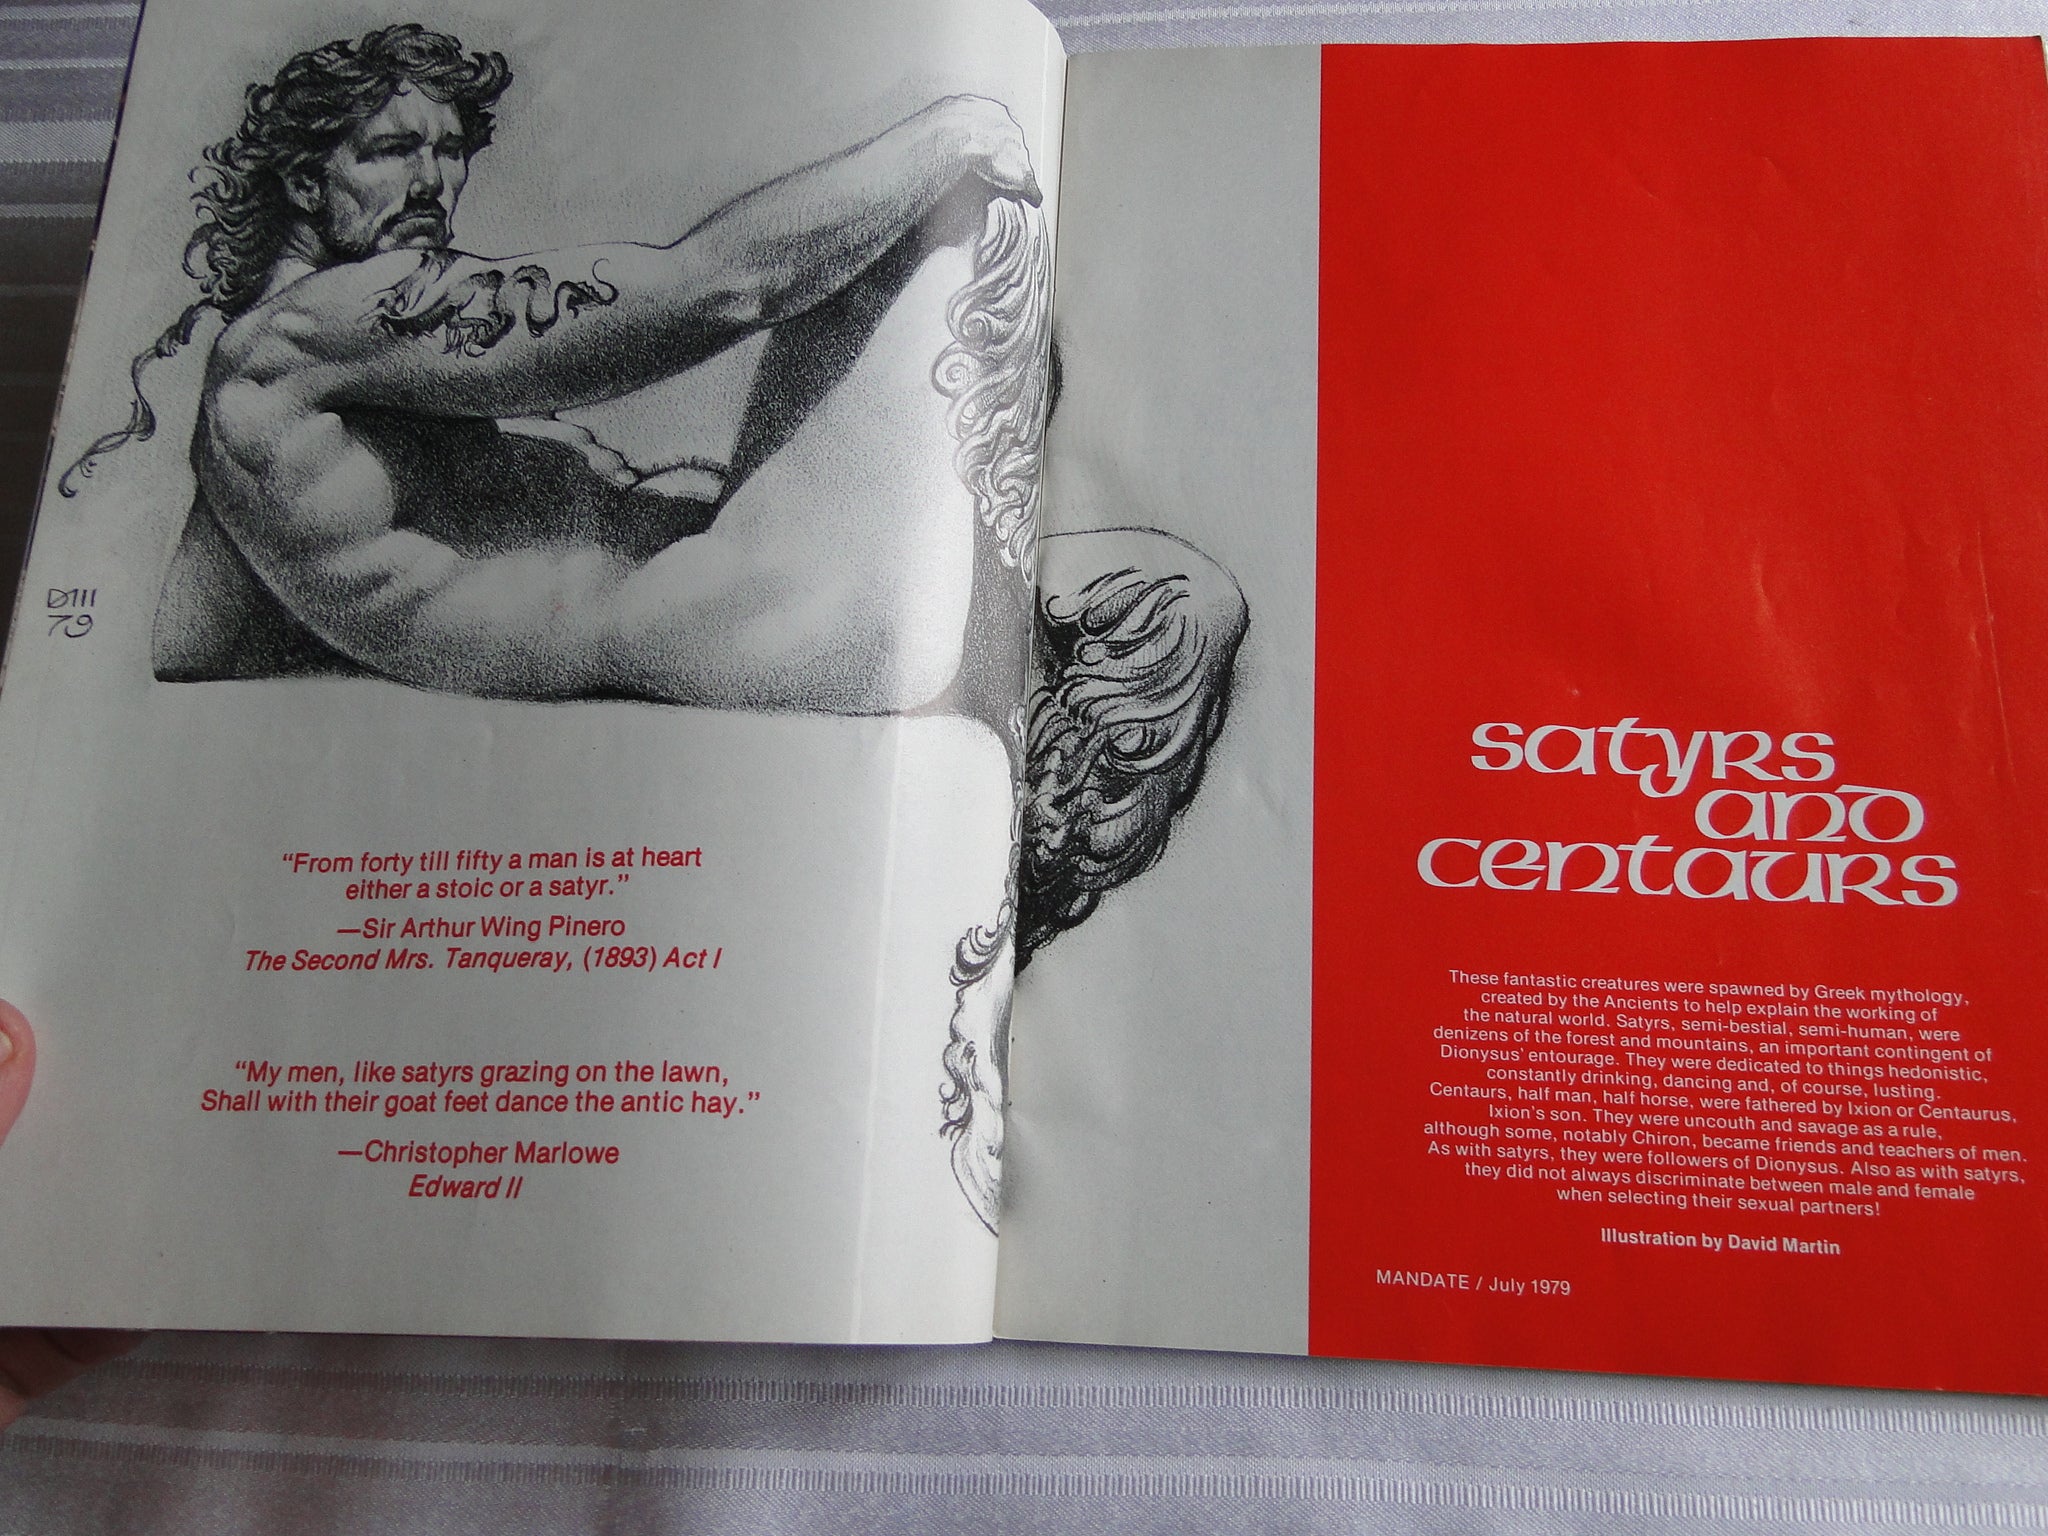 DM
79
“From forty till fifty a man is at heart
either a stoic or a satyr.”
—Sir Arthur Wing Pinero
The Second Mrs. Tanqueray, (1893) Act I
“My men, like satyrs grazing on the lawn,
Shall with their goat feet dance the antic hay.”
—Christopher Marlowe
Edward II
satyrs
and
centaurs
These fantastic creatures were spawned by Greek mythology,
created by the Ancients to help explain the working of
the natural world. Satyrs, semi-bestial, semi-human, were
denizens of the forest and mountains, an important contingent of
Dionysus’ entourage. They were dedicated to things hedonistic,
constantly drinking, dancing and, of course, lusting.
Centaurs, half man, half horse, were fathered by Ixion or Centaurus,
Ixion’s son. They were uncouth and savage as a rule,
although some, notably Chiron, became friends and teachers of men.
As with satyrs, they were followers of Dionysus. Also as with satyrs,
they did not always discriminate between male and female
when selecting their sexual partners!
Illustration by David Martin
MANDATE / July 1979